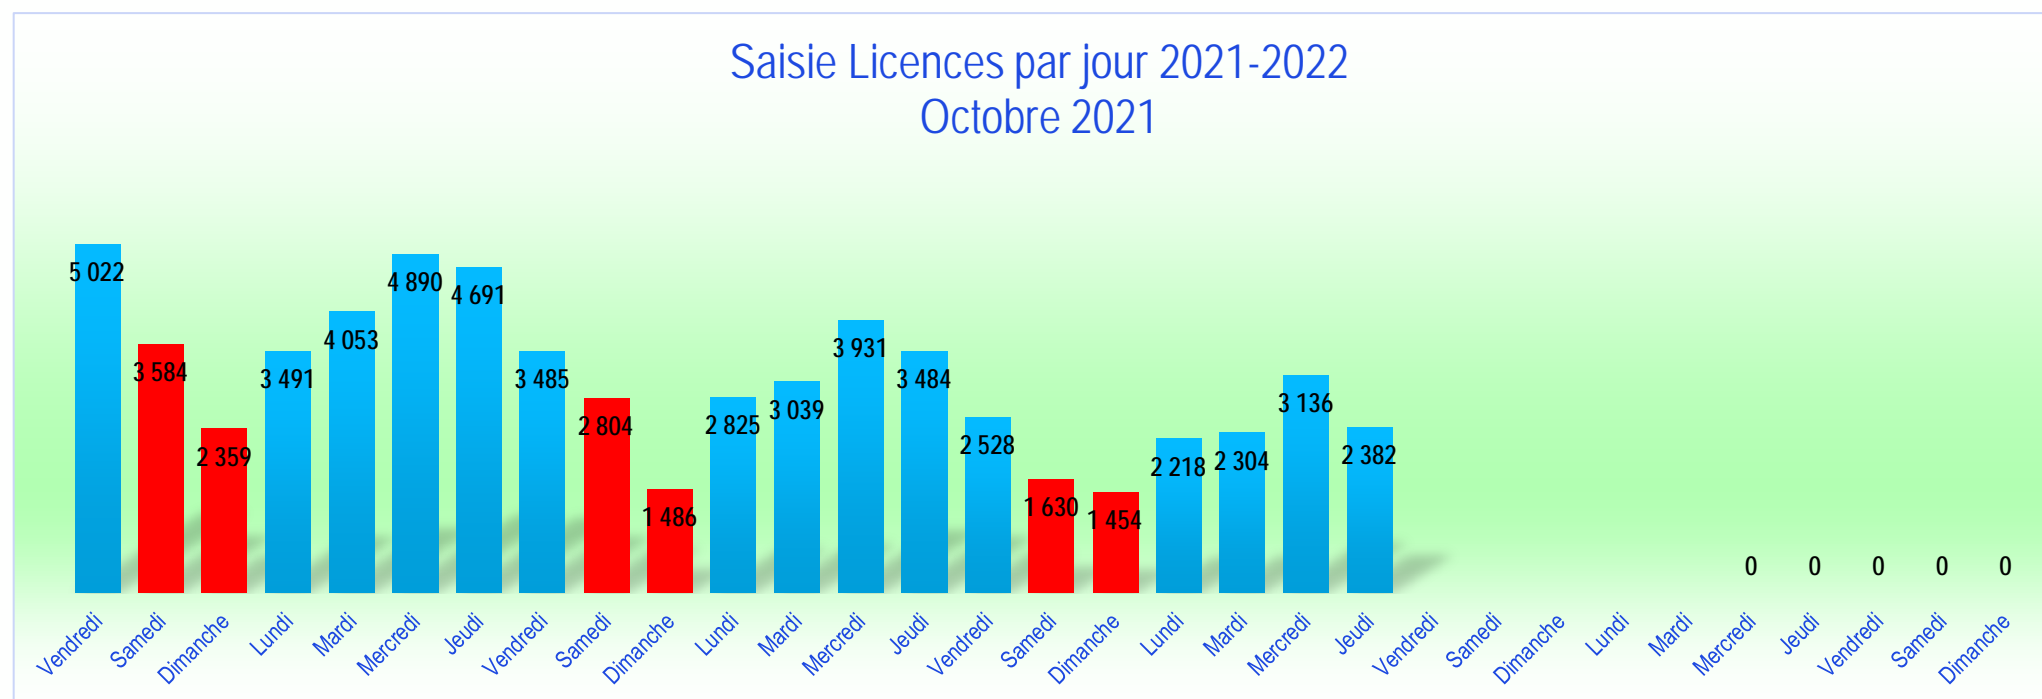 Saisie Licences par jour 2021-2022
Octobre 2021
5 022
3 584
2 359
3 491
4 053
4 890
4 691
3 485
2 804
1 486
2 825
3 039
3 931
3 484
2 528
1 630
1 454
2 218
2 304
3 136
2 382
0
0
0
0
0
Vendredi
Samedi
Dimanche
Lundi
Mardi
Mercredi
Jeudi
Vendredi
Samedi
Dimanche
Lundi
Mardi
Mercredi
Jeudi
Vendredi
Samedi
Dimanche
Lundi
Mardi
Mercredi
Jeudi
Vendredi
Samedi
Dimanche
Lundi
Mardi
Mercredi
Jeudi
Vendredi
Samedi
Dimanche